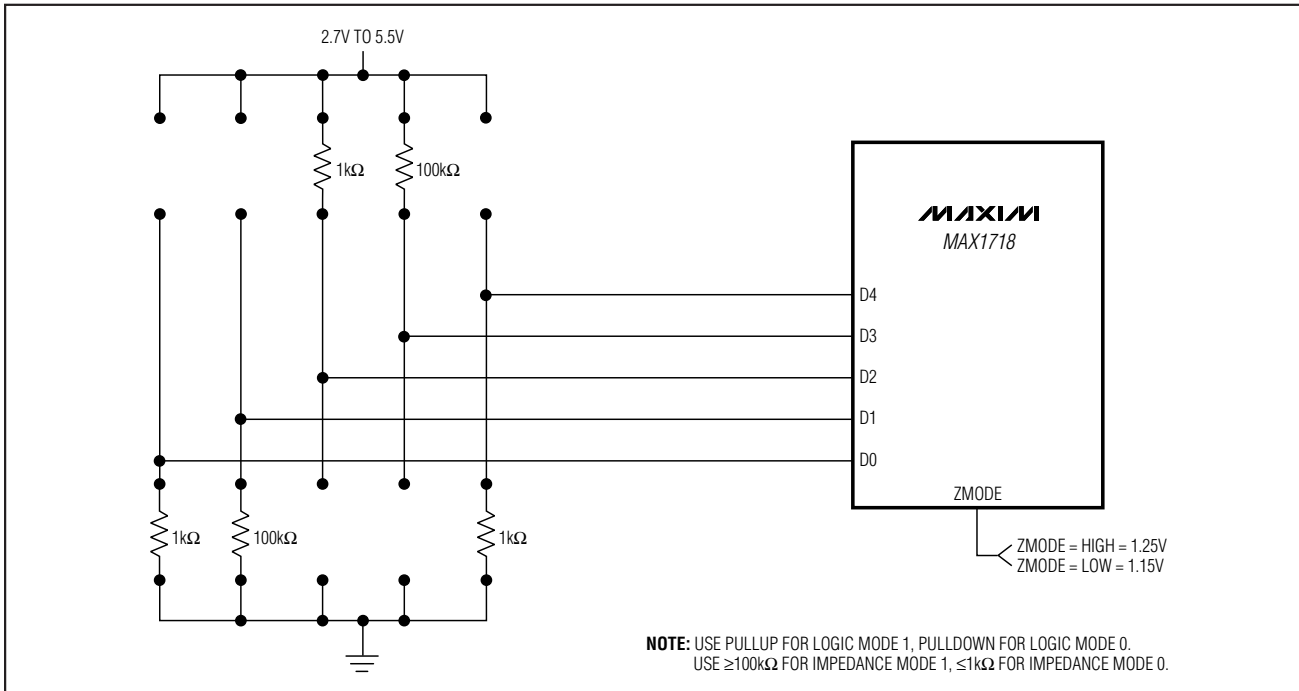 2.7V TO 5.5V
1kΩ
100kΩ
MAXIM
MAX1718
D4
D3
D2
D1
D0
ZMODE
1kΩ
100kΩ
1kΩ
ZMODE = HIGH = 1.25V
ZMODE = LOW = 1.15V
NOTE: USE PULLUP FOR LOGIC MODE 1, PULLDOWN FOR LOGIC MODE 0.
USE ≥100kΩ FOR IMPEDANCE MODE 1, ≤1kΩ FOR IMPEDANCE MODE 0.